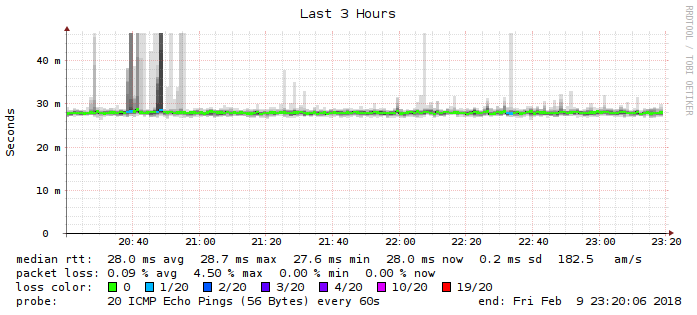 Last 3 Hours
RRDTOOL / TOBI OETIKER
Seconds
40 m
30 m
20 m
10 m
0
20:40 21:00 21:20 21:40 22:00 22:20 22:40 23:00 23:20
median rtt: 28.0 ms avg 28.7 ms max 27.6 ms min 28.0 ms now 0.2 ms sd 182.5 am/s
packet loss: 0.09 % avg 4.50 % max 0.00 % min 0.00 % now
loss color: 0 1/20 2/20 3/20 4/20 10/20 19/20
probe: 20 ICMP Echo Pings (56 Bytes) every 60s end: Fri Feb 9 23:20:06 2018